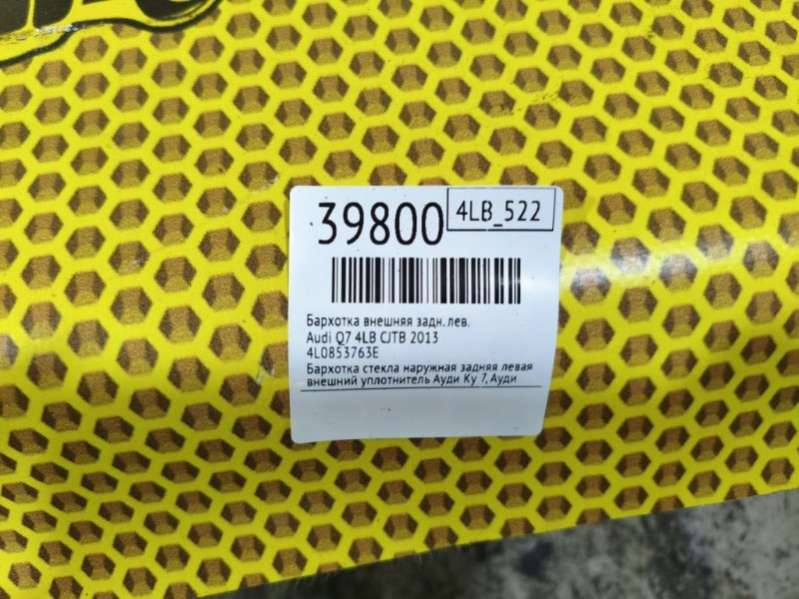 39800
4LB_522
Бархотка внешняя задн. лев.
Audi Q7 4LB CJTB 2013
4L0853763E
Бархотка стекла наружная задняя левая
внешний уплотнитель Ауди Ку 7, Ауди